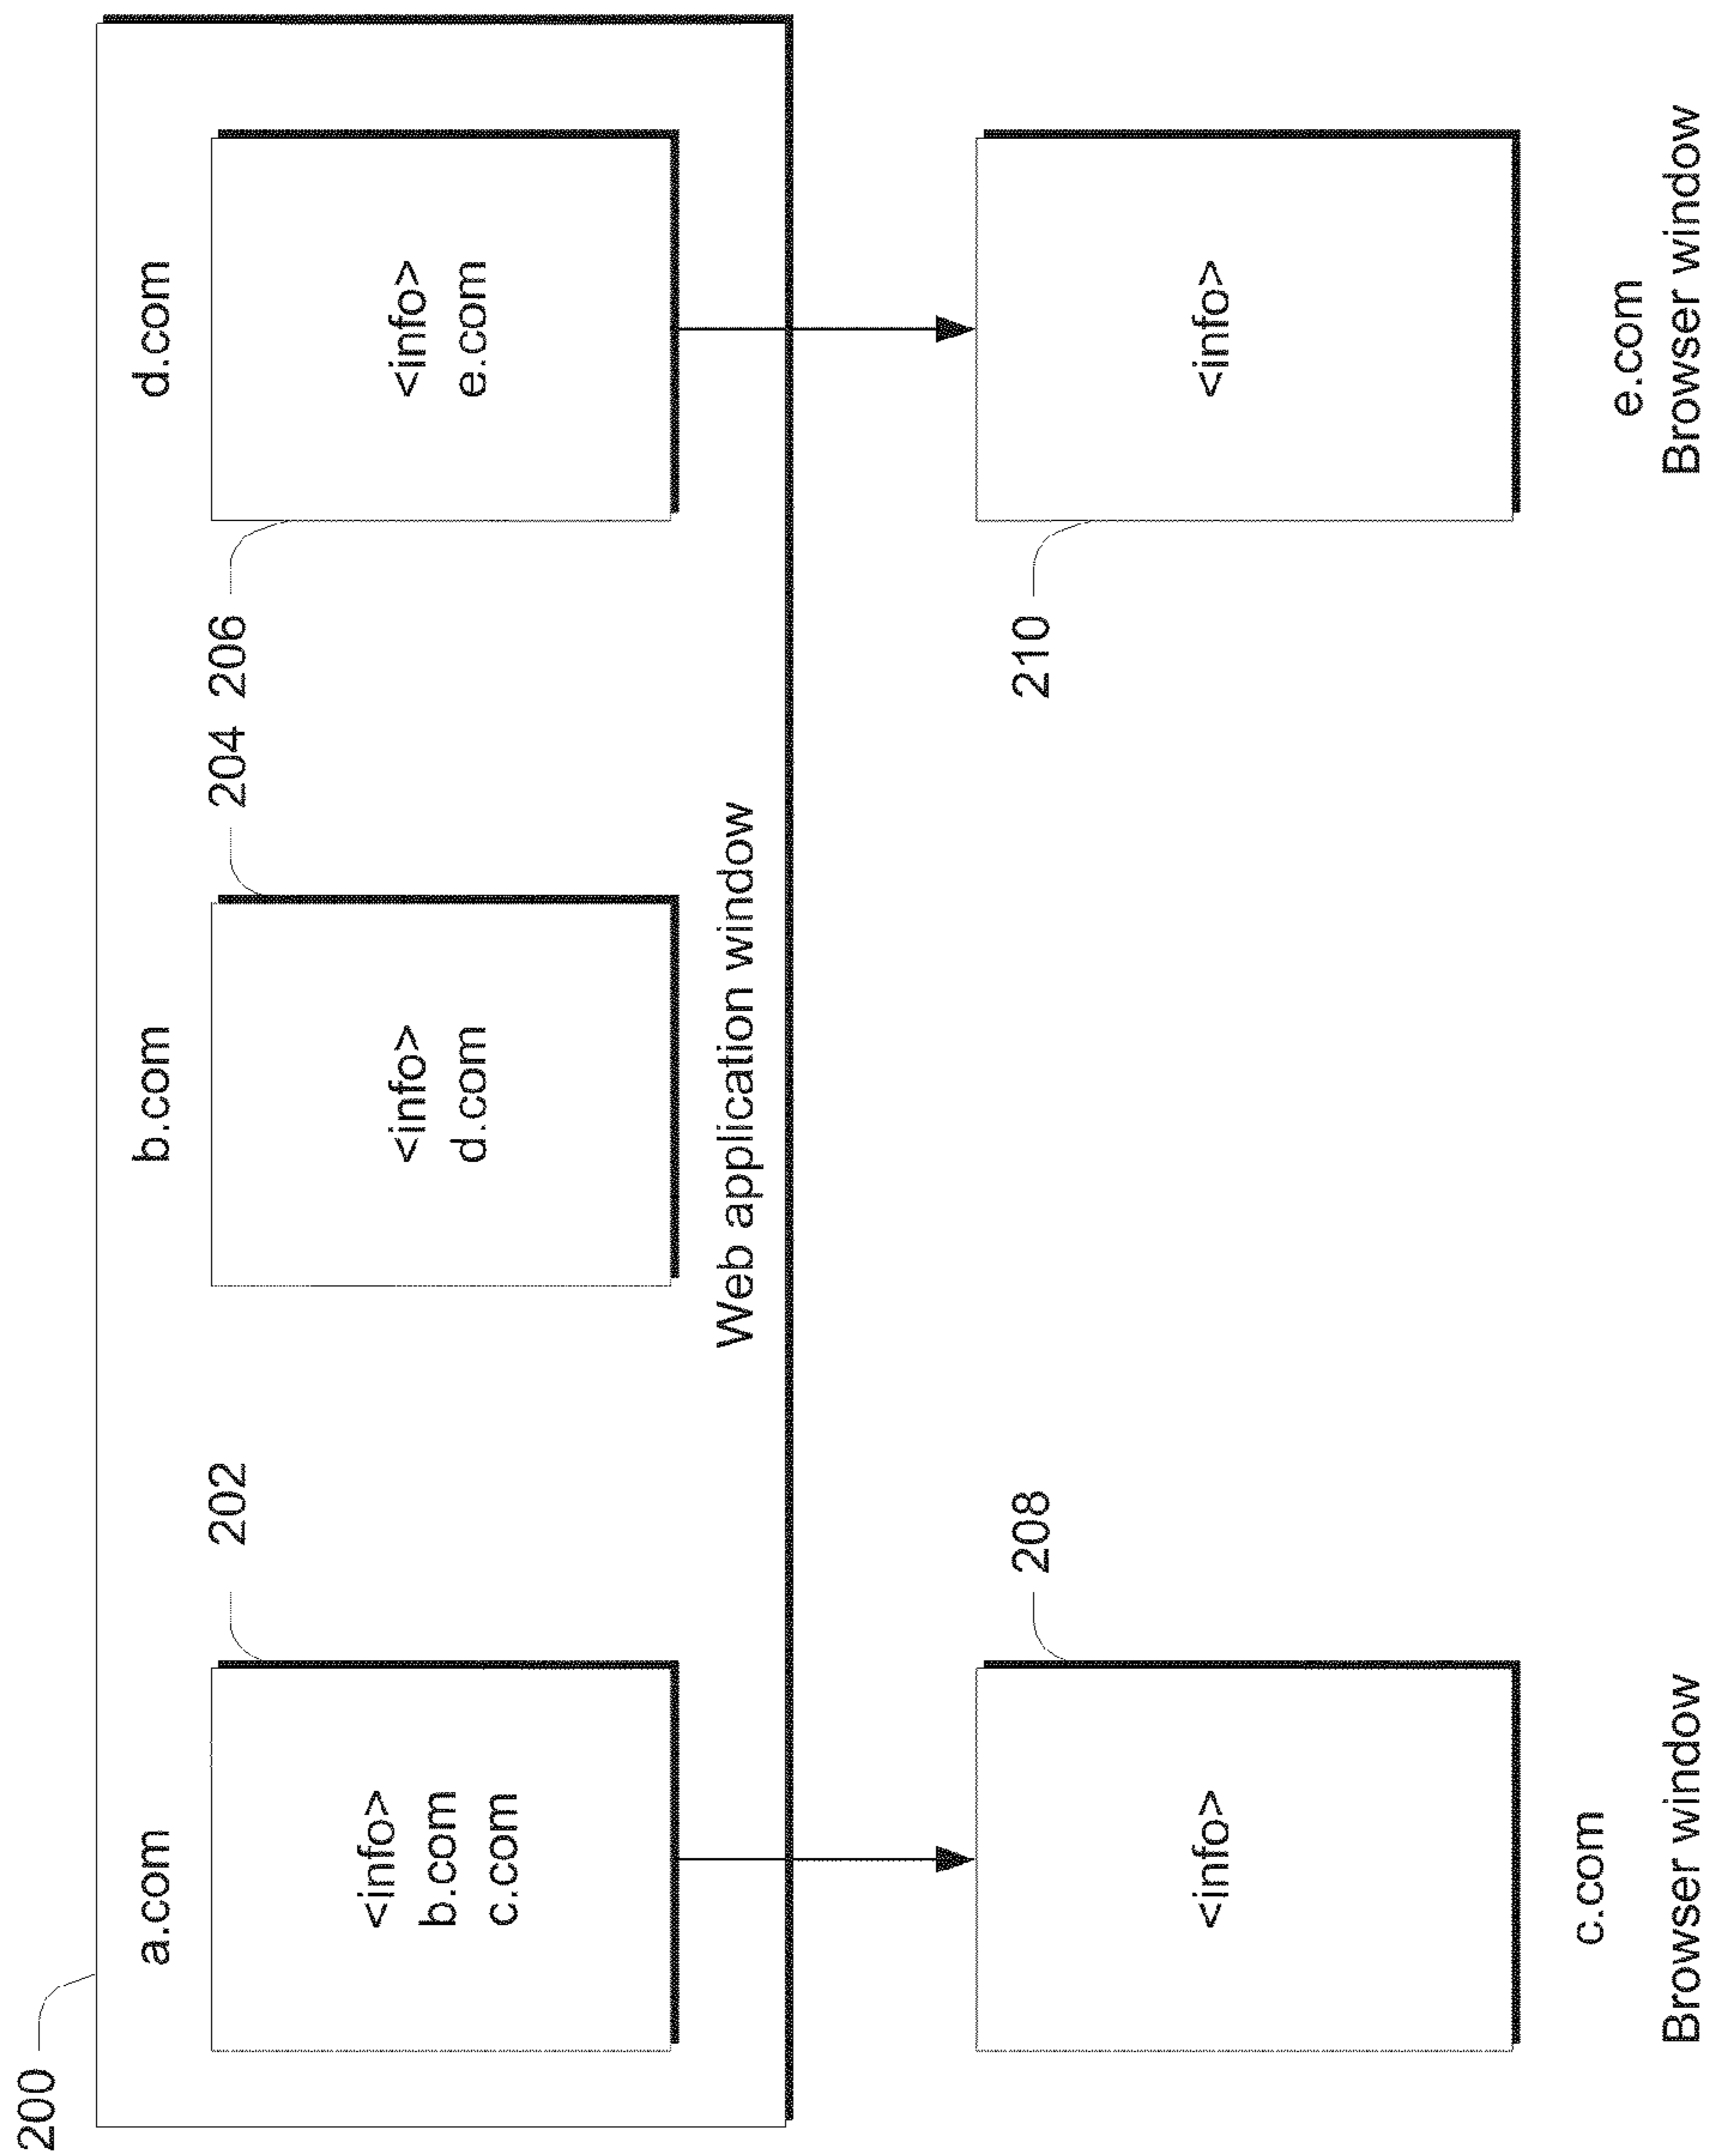 200
a.com
b.com
d.com
202
204
206
<info>
b.com
c.com
<info>
d.com
<info>
e.com
Web application window
208
210
<info>
<info>
c.com
Browser window
e.com
Browser window